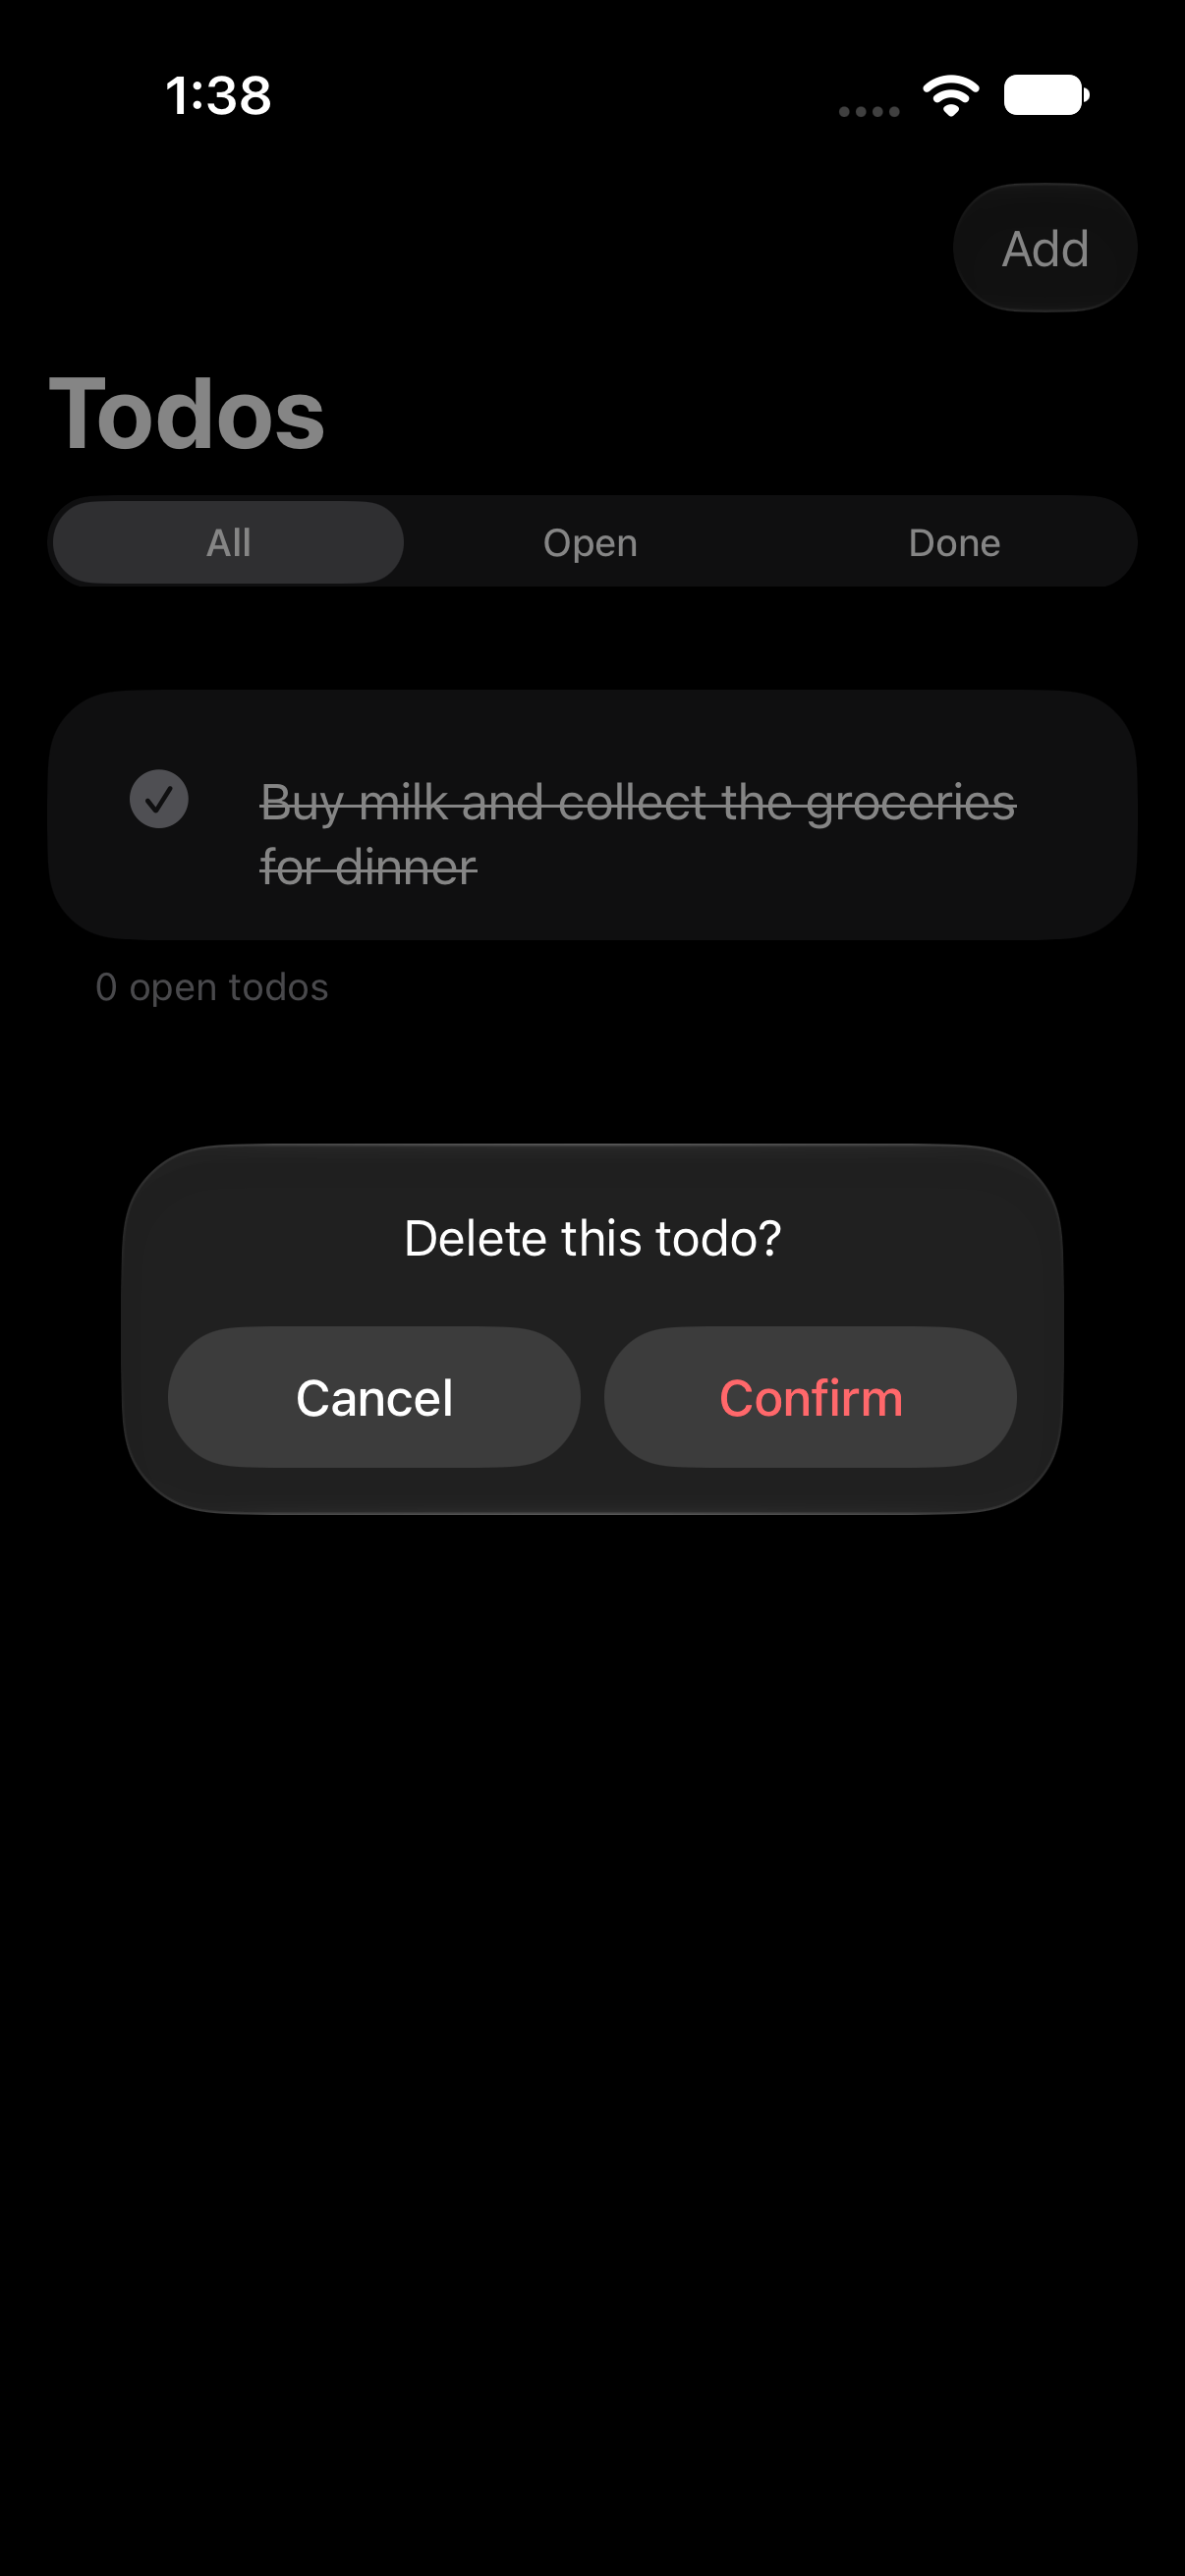 1:38
Add
Todos
All
Open
Done
Buy milk and collect the groceries
for dinner
0 open todos
Delete this todo?
Cancel
Confirm